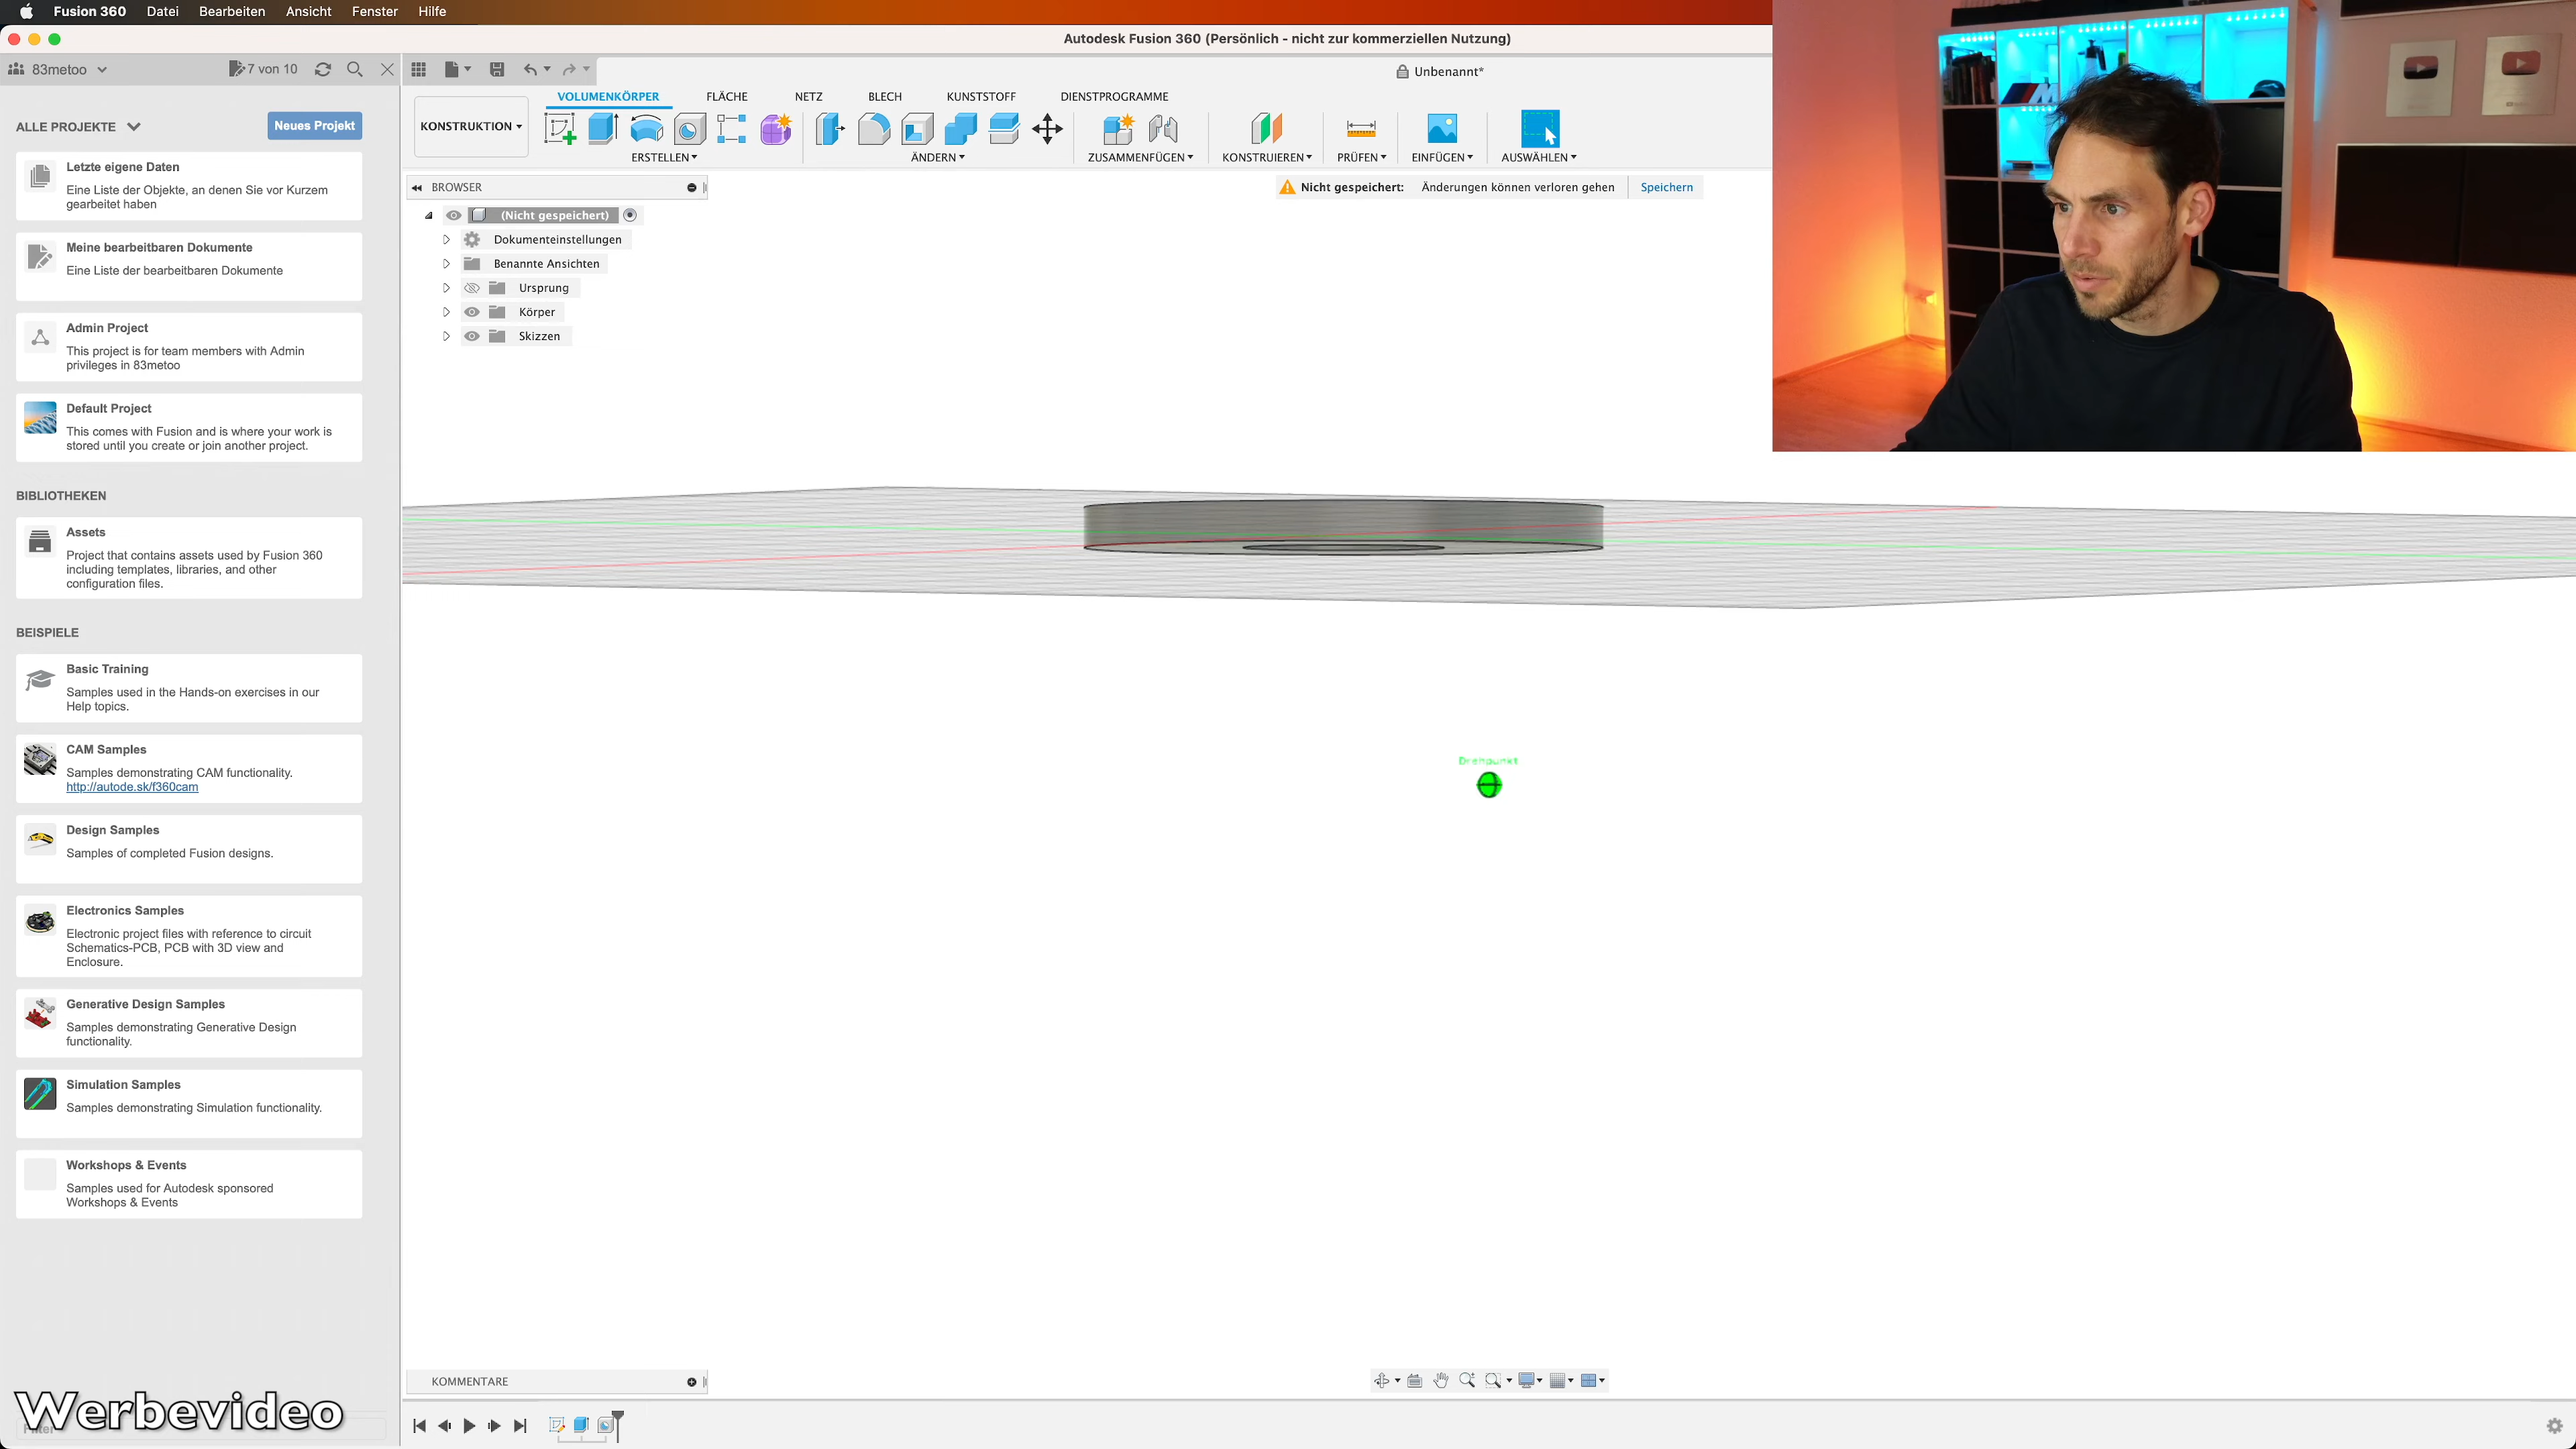 Fusion 360 Datei Bearbeiten Ansicht Fenster Hilfe
Autodesk Fusion 360 (Persönlich - nicht zur kommerziellen Nutzung)
83metoo
7 von 10
Unbenannt*
VOLUMENKÖRPER FLÄCHE NETZ BLECH KUNSTSTOFF DIENSTPROGRAMME
KONSTRUKTION
ERSTELLEN ÄNDERN ZUSAMMENFÜGEN KONSTRUIEREN PRÜFEN EINFÜGEN AUSWÄHLEN
ALLE PROJEKTE
Neues Projekt
Letzte eigene Daten
Eine Liste der Objekte, an denen Sie vor Kurzem
gearbeitet haben
Meine bearbeitbaren Dokumente
Eine Liste der bearbeitbaren Dokumente
Admin Project
This project is for team members with Admin
privileges in 83metoo
Default Project
This comes with Fusion and is where your work is
stored until you create or join another project.
BIBLIOTHEKEN
Assets
Project that contains assets used by Fusion 360
including templates, libraries, and other
configuration files.
BEISPIELE
Basic Training
Samples used in the Hands-on exercises in our
Help topics.
CAM Samples
Samples demonstrating CAM functionality.
http://autode.sk/f360cam
Design Samples
Samples of completed Fusion designs.
Electronics Samples
Electronic project files with reference to circuit
Schematics-PCB, PCB with 3D view and
Enclosure.
Generative Design Samples
Samples demonstrating Generative Design
functionality.
Simulation Samples
Samples demonstrating Simulation functionality.
Workshops & Events
Samples used for Autodesk sponsored
Workshops & Events
Filter
Werbevideo
BROWSER
(Nicht gespeichert)
Dokumenteinstellungen
Benannte Ansichten
Ursprung
Körper
Skizzen
Nicht gespeichert: Änderungen können verloren gehen Speichern
Drehpunkt
KOMMENTARE